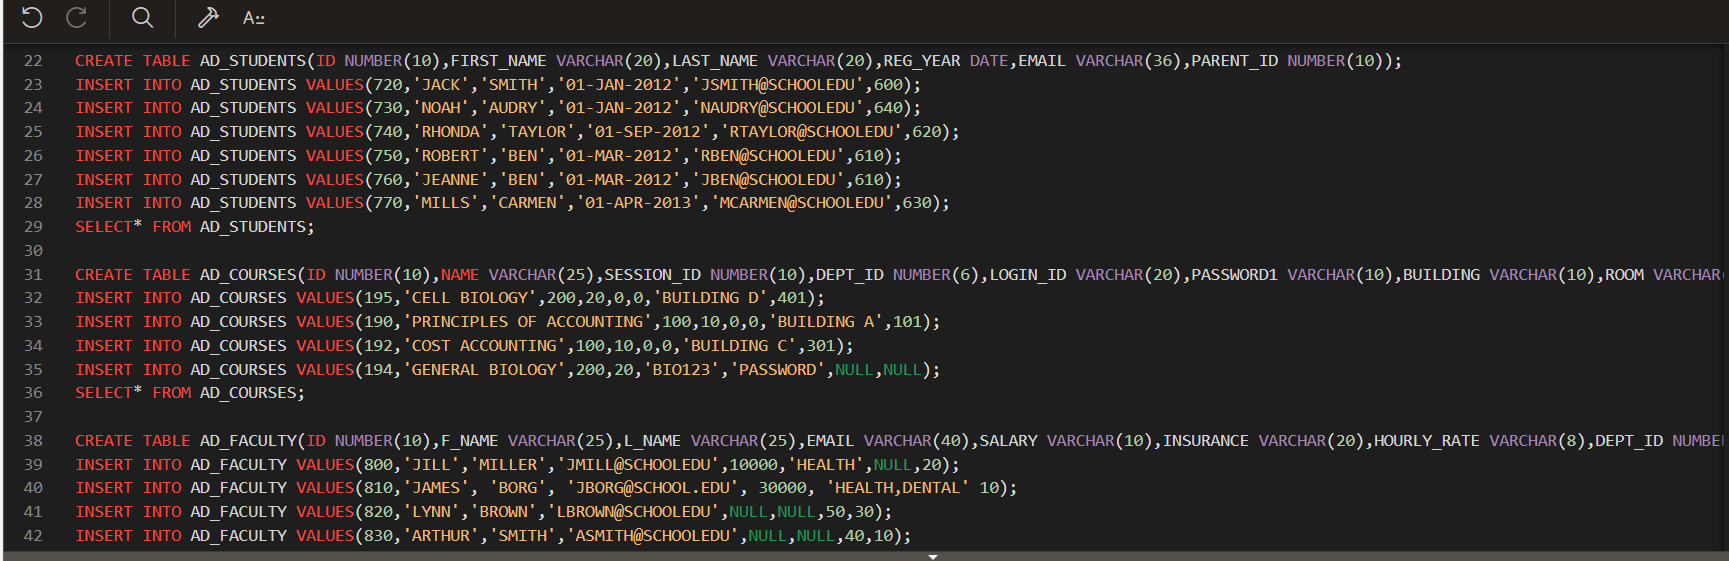 A::
22 CREATE TABLE AD_STUDENTS(ID NUMBER(10),FIRST_NAME VARCHAR(20),LAST_NAME VARCHAR(20),REG_YEAR DATE,EMAIL VARCHAR(36),PARENT_ID NUMBER(10));
23 INSERT INTO AD_STUDENTS VALUES(720,'JACK','SMITH','01-JAN-2012','JSMITH@SCHOOLEDU',600);
24 INSERT INTO AD_STUDENTS VALUES(730,'NOAH','AUDRY','01-JAN-2012','NAUDRY@SCHOOLEDU',640);
25 INSERT INTO AD_STUDENTS VALUES(740,'RHONDA','TAYLOR','01-SEP-2012','RTAYLOR@SCHOOLEDU',620);
26 INSERT INTO AD_STUDENTS VALUES(750,'ROBERT','BEN','01-MAR-2012','RBEN@SCHOOLEDU',610);
27 INSERT INTO AD_STUDENTS VALUES(760,'JEANNE','BEN','01-MAR-2012','JBEN@SCHOOLEDU',610);
28 INSERT INTO AD_STUDENTS VALUES(770,'MILLS','CARMEN','01-APR-2013','MCARMEN@SCHOOLEDU',630);
29 SELECT* FROM AD_STUDENTS;
30
31 CREATE TABLE AD_COURSES(ID NUMBER(10),NAME VARCHAR(25),SESSION_ID NUMBER(10),DEPT_ID NUMBER(6),LOGIN_ID VARCHAR(20),PASSWORD1 VARCHAR(10),BUILDING VARCHAR(10),ROOM VARCHAR(
32 INSERT INTO AD_COURSES VALUES(195,'CELL BIOLOGY',200,20,0,0,'BUILDING D',401);
33 INSERT INTO AD_COURSES VALUES(190,'PRINCIPLES OF ACCOUNTING',100,10,0,0,'BUILDING A',101);
34 INSERT INTO AD_COURSES VALUES(192,'COST ACCOUNTING',100,10,0,0,'BUILDING C',301);
35 INSERT INTO AD_COURSES VALUES(194,'GENERAL BIOLOGY',200,20,'BIO123','PASSWORD',NULL,NULL);
36 SELECT* FROM AD_COURSES;
37
38 CREATE TABLE AD_FACULTY(ID NUMBER(10),F_NAME VARCHAR(25),L_NAME VARCHAR(25),EMAIL VARCHAR(40),SALARY VARCHAR(10),INSURANCE VARCHAR(20),HOURLY_RATE VARCHAR(8),DEPT_ID NUMBE
39 INSERT INTO AD_FACULTY VALUES(800,'JILL','MILLER','JMILL@SCHOOLEDU',10000,'HEALTH',NULL,20);
40 INSERT INTO AD_FACULTY VALUES(810,'JAMES', 'BORG', 'JBORG@SCHOOL.EDU', 30000, 'HEALTH,DENTAL' 10);
41 INSERT INTO AD_FACULTY VALUES(820,'LYNN','BROWN','LBROWN@SCHOOLEDU',NULL,NULL,50,30);
42 INSERT INTO AD_FACULTY VALUES(830,'ARTHUR','SMITH','ASMITH@SCHOOLEDU',NULL,NULL,40,10);